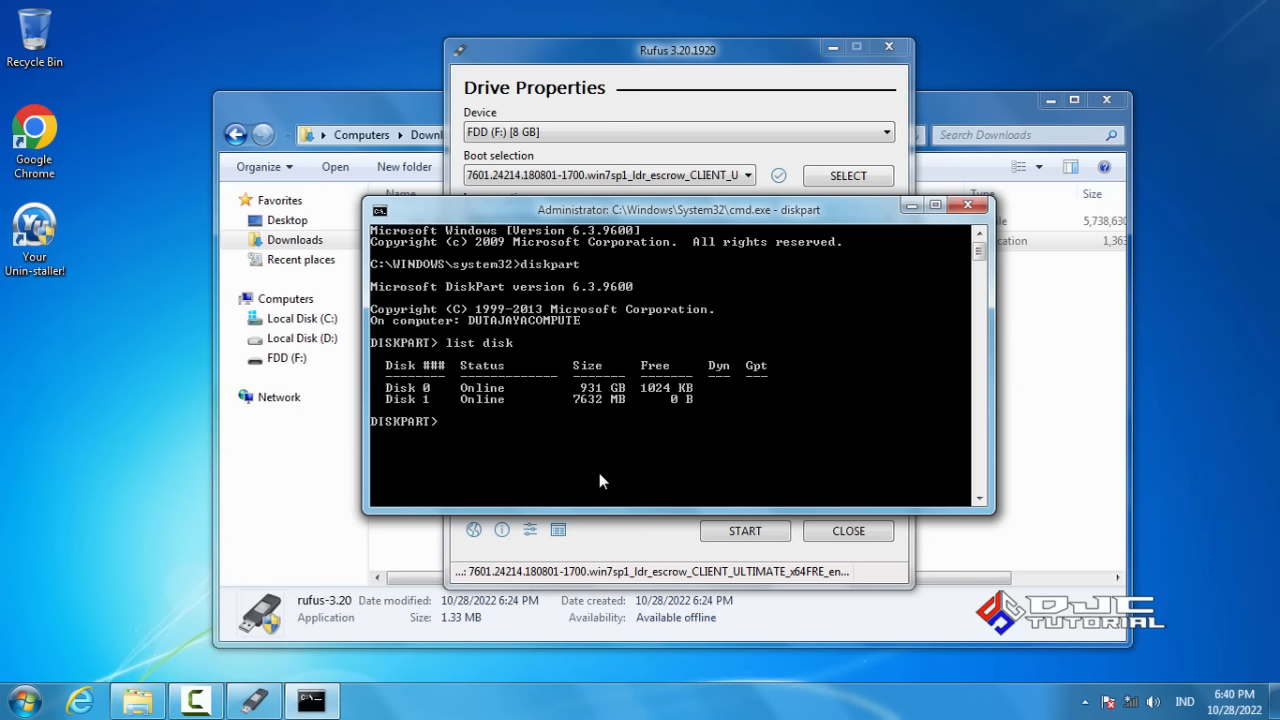 Recycle Bin
Google
Chrome
Your
Unin-staller!
Rufus 3.20.1929
Drive Properties
Device
FDD (F:) [8 GB]
Boot selection
7601.24214.180801-1700.win7sp1_ldr_escrow_CLIENT_U
SELECT
Computers
Search Downloads
Organize
Open
New folder
Size
Favorites
Desktop
Downloads
Recent places
Computers
Local Disk (C:)
Local Disk (D:)
FDD (F:)
Network
5,738,630
1,363
Administrator: C:\Windows\System32\cmd.exe - diskpart
Microsoft Windows [Version 6.3.9600]
Copyright (c) 2009 Microsoft Corporation. All rights reserved.
C:\WINDOWS\system32>diskpart
Microsoft DiskPart version 6.3.9600
Copyright (C) 1999-2013 Microsoft Corporation.
On computer: DUTAJAYACOMPUTE
DISKPART> list disk
Disk ### Status Size Free Dyn Gpt
-------- ------------- ------- ------- --- ---
Disk 0 Online 931 GB 1024 KB
Disk 1 Online 7632 MB 0 B
DISKPART>
START
CLOSE
...: 7601.24214.180801-1700.win7sp1_ldr_escrow_CLIENT_ULTIMATE_x64FRE_en...
rufus-3.20 Date modified: 10/28/2022 6:24 PM Date created: 10/28/2022 6:24 PM
Application Size: 1.33 MB Availability: Available offline
DJC
TUTORIAL
IND
6:40 PM
10/28/2022